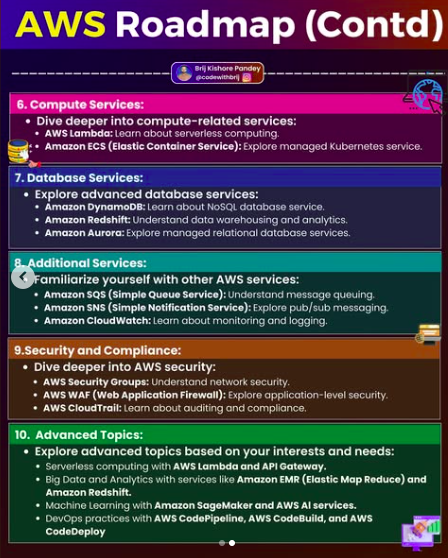 AWS Roadmap (Contd)
Brij Kishore Pandey
@codewithbrij
6. Compute Services:
• Dive deeper into compute-related services:
• AWS Lambda: Learn about serverless computing.
• Amazon ECS (Elastic Container Service): Explore managed Kubernetes service.
7. Database Services:
• Explore advanced database services:
• Amazon DynamoDB: Learn about NoSQL database service.
• Amazon Redshift: Understand data warehousing and analytics.
• Amazon Aurora: Explore managed relational database services.
8. Additional Services:
Familiarize yourself with other AWS services:
• Amazon SQS (Simple Queue Service): Understand message queuing.
• Amazon SNS (Simple Notification Service): Explore pub/sub messaging.
• Amazon CloudWatch: Learn about monitoring and logging.
9.Security and Compliance:
• Dive deeper into AWS security:
• AWS Security Groups: Understand network security.
• AWS WAF (Web Application Firewall): Explore application-level security.
• AWS CloudTrail: Learn about auditing and compliance.
10. Advanced Topics:
• Explore advanced topics based on your interests and needs:
• Serverless computing with AWS Lambda and API Gateway.
• Big Data and Analytics with services like Amazon EMR (Elastic Map Reduce) and
Amazon Redshift.
• Machine Learning with Amazon SageMaker and AWS AI services.
• DevOps practices with AWS CodePipeline, AWS CodeBuild, and AWS
CodeDeploy